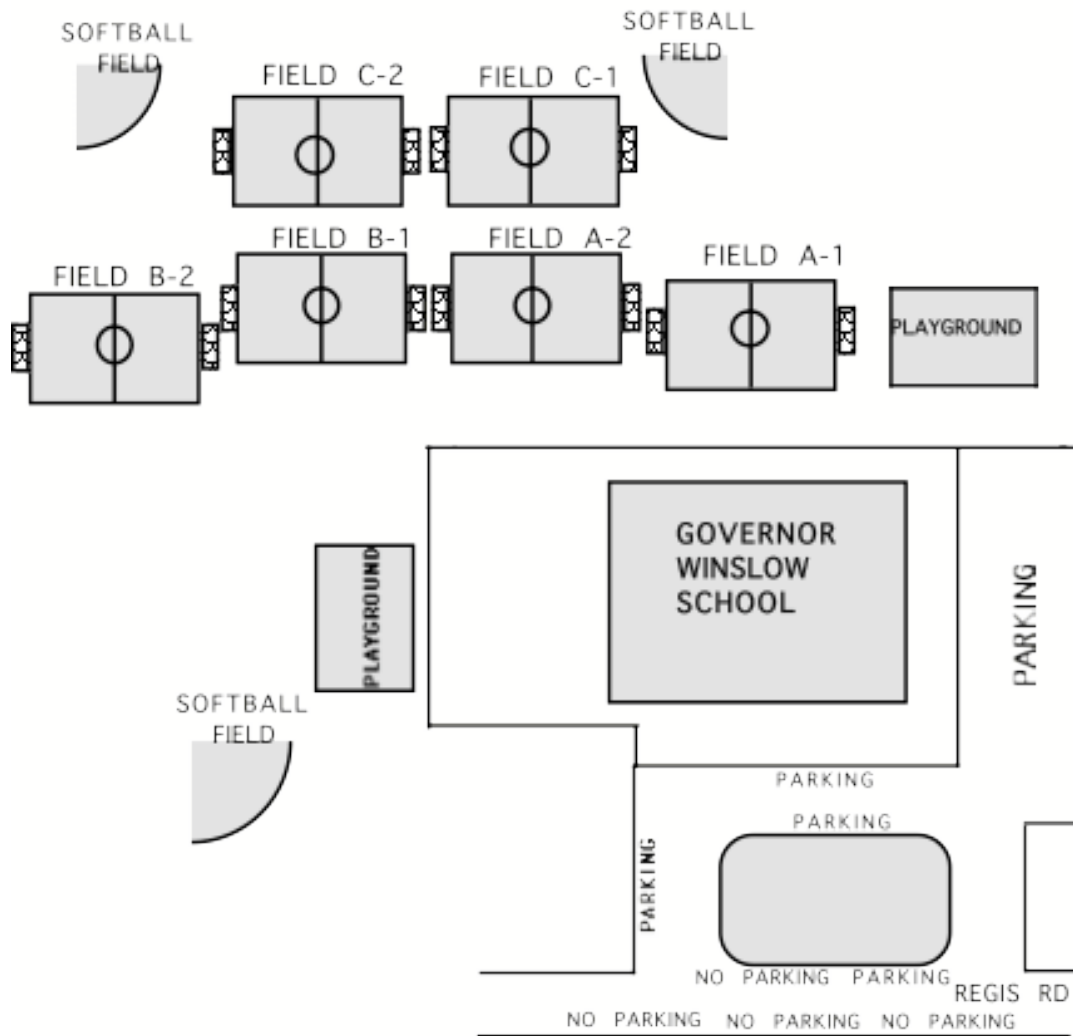 SOFTBALL
FIELD
SOFTBALL
FIELD
FIELD C-2
FIELD C-1
FIELD B-1
FIELD A-2
FIELD A-1
FIELD B-2
PLAYGROUND
GOVERNOR
WINSLOW
SCHOOL
PLAYGROUND
PARKING
SOFTBALL
FIELD
PARKING
PARKING
PARKING
NO PARKING PARKING
REGIS RD
NO PARKING NO PARKING NO PARKING